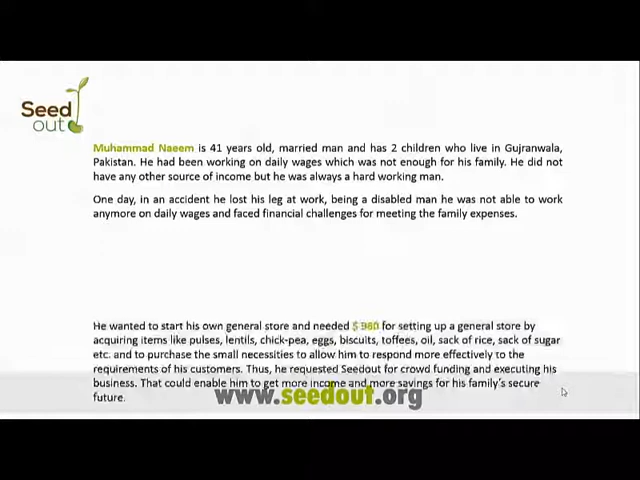 Seed
out
Muhammad Naeem is 41 years old, married man and has 2 children who live in Gujranwala,
Pakistan. He had been working on daily wages which was not enough for his family. He did not
have any other source of income but he was always a hard working man.
One day, in an accident he lost his leg at work, being a disabled man he was not able to work
anymore on daily wages and faced financial challenges for meeting the family expenses.
He wanted to start his own general store and needed $ 980 for setting up a general store by
acquiring items like pulses, lentils, chick-pea, eggs, biscuits, toffees, oil, sack of rice, sack of sugar
etc. and to purchase the small necessities to allow him to respond more effectively to the
requirements of his customers. Thus, he requested Seedout for crowd funding and executing his
business. That could enable him to get more income and more savings for his family's secure
future.
www.seedout.org